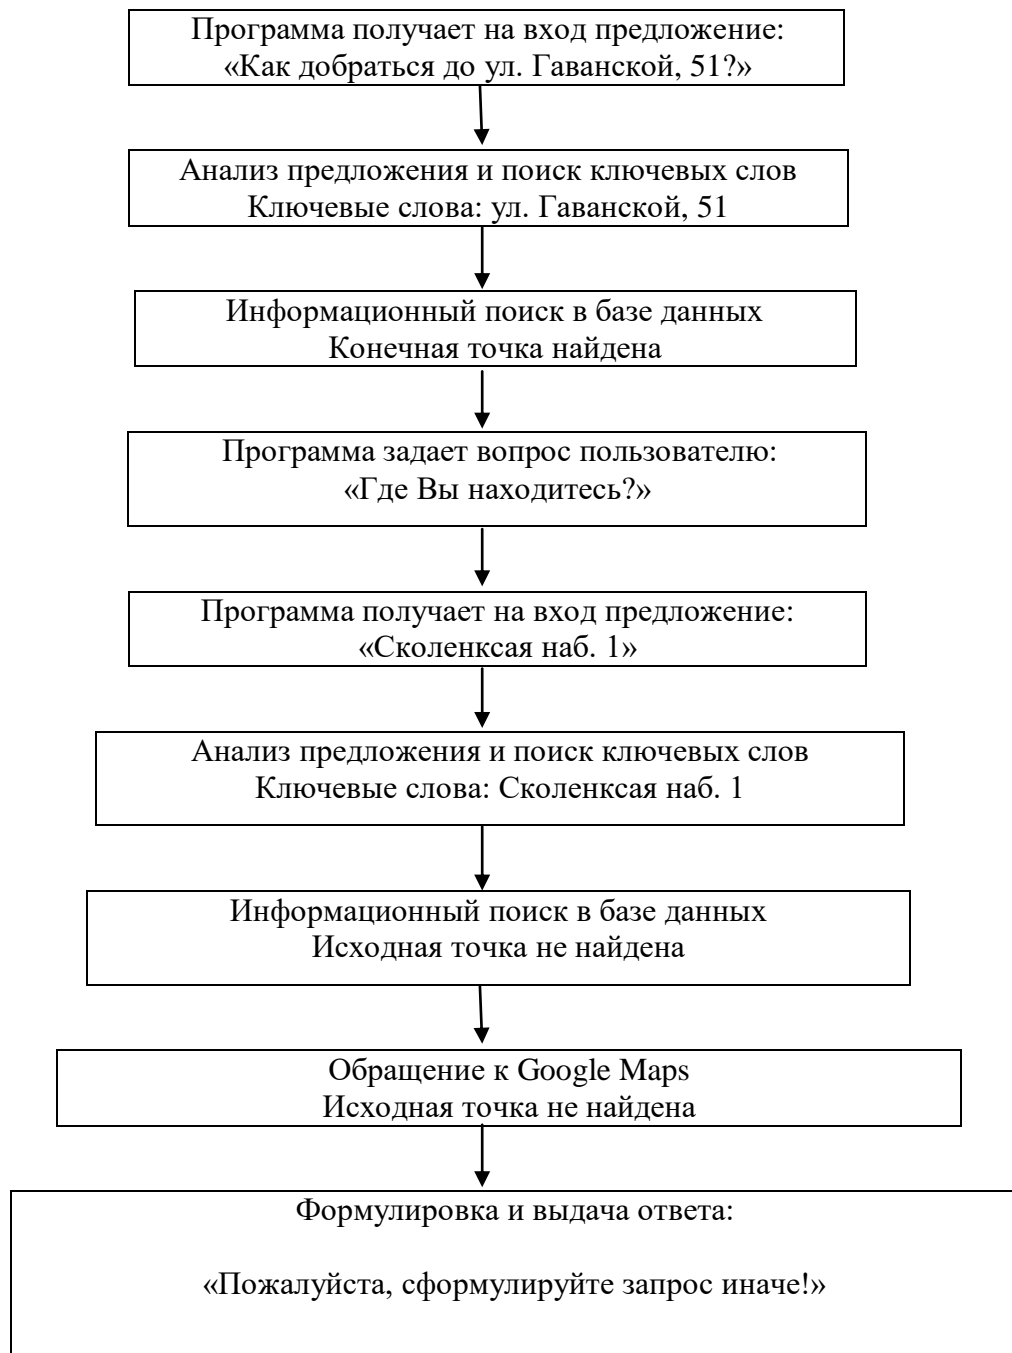 Программа получает на вход предложение:
«Как добраться до ул. Гаванской, 51?»
Анализ предложения и поиск ключевых слов
Ключевые слова: ул. Гаванской, 51
Информационный поиск в базе данных
Конечная точка найдена
Программа задает вопрос пользователю:
«Где Вы находитесь?»
Программа получает на вход предложение:
«Сколенксая наб. 1»
Анализ предложения и поиск ключевых слов
Ключевые слова: Сколенксая наб. 1
Информационный поиск в базе данных
Исходная точка не найдена
Обращение к Google Maps
Исходная точка не найдена
Формулировка и выдача ответа:
«Пожалуйста, сформулируйте запрос иначе!»